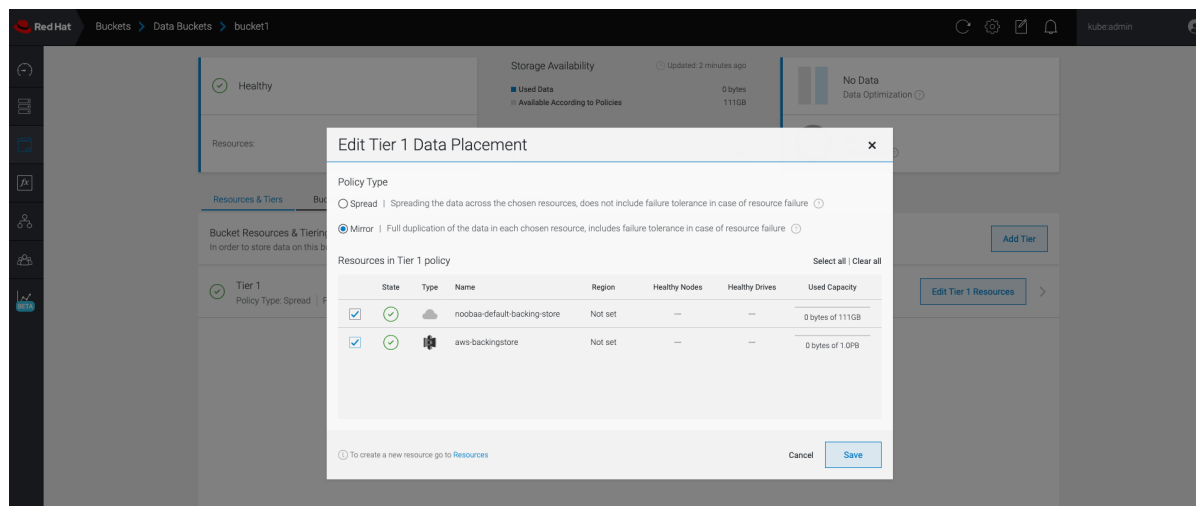 Red Hat Buckets > Data Buckets > bucket1 kube:admin
Healthy
Storage Availability Updated: 2 minutes ago
Used Data 0 bytes
Available According to Policies 111GB
No Data
Data Optimization
Resources:
Edit Tier 1 Data Placement
Policy Type
Spread | Spreading the data across the chosen resources, does not include failure tolerance in case of resource failure
Mirror | Full duplication of the data in each chosen resource, includes failure tolerance in case of resource failure
Resources in Tier 1 policy Select all | Clear all
State Type Name Region Healthy Nodes Healthy Drives Used Capacity
noobaa-default-backing-store Not set — — 0 bytes of 111GB
aws-backingstore Not set — — 0 bytes of 1.0PB
To create a new resource go to Resources
Cancel Save
Resources & Tiers
Bucket Resources & Tiering
In order to store data on this
Add Tier
Tier 1
Policy Type: Spread
Edit Tier 1 Resources
BETA